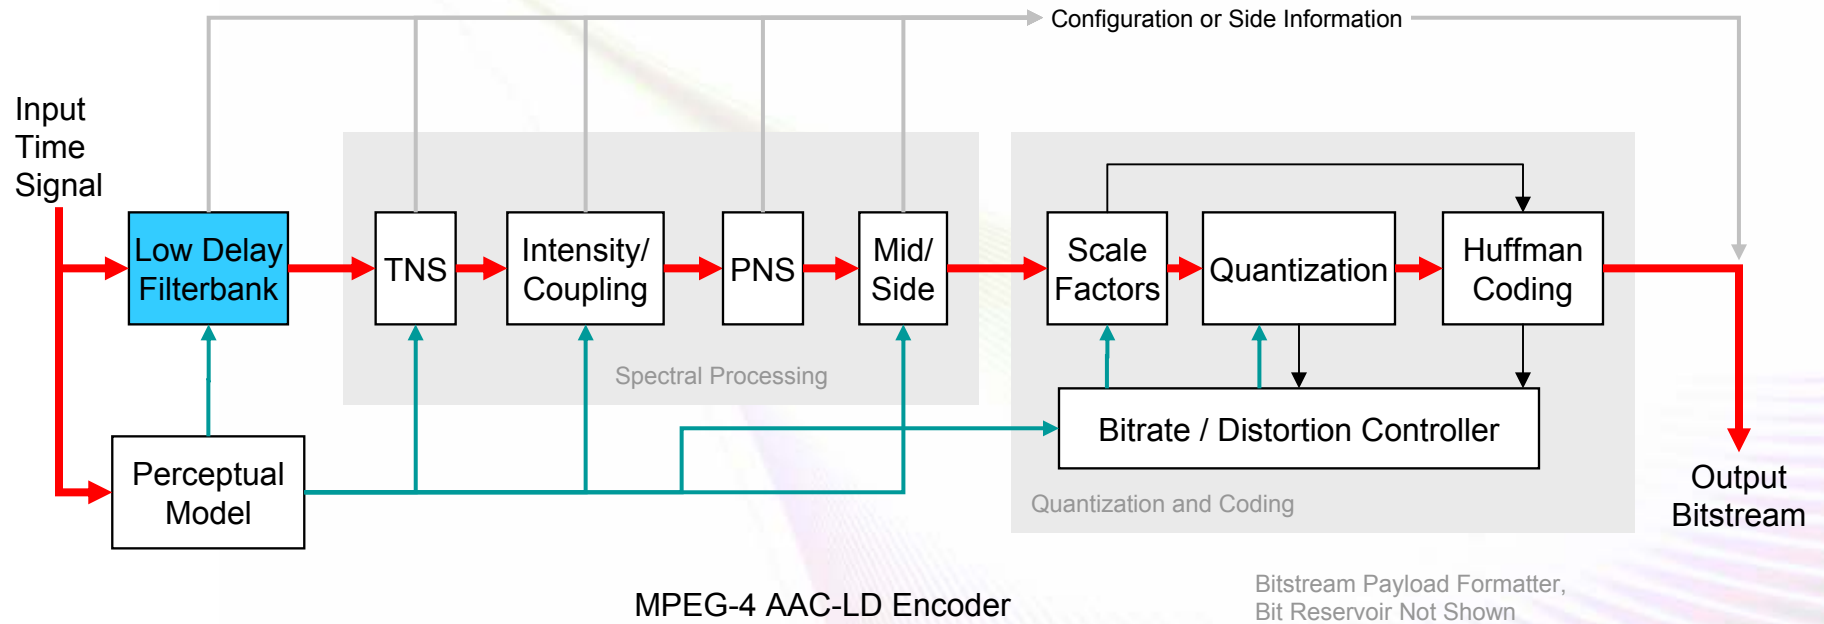 Configuration or Side Information
Input
Time
Signal
Low Delay
Filterbank
TNS
Intensity/
Coupling
PNS
Mid/
Side
Scale
Factors
Quantization
Huffman
Coding
Spectral Processing
Perceptual
Model
Bitrate / Distortion Controller
Quantization and Coding
Output
Bitstream
MPEG-4 AAC-LD Encoder
Bitstream Payload Formatter,
Bit Reservoir Not Shown